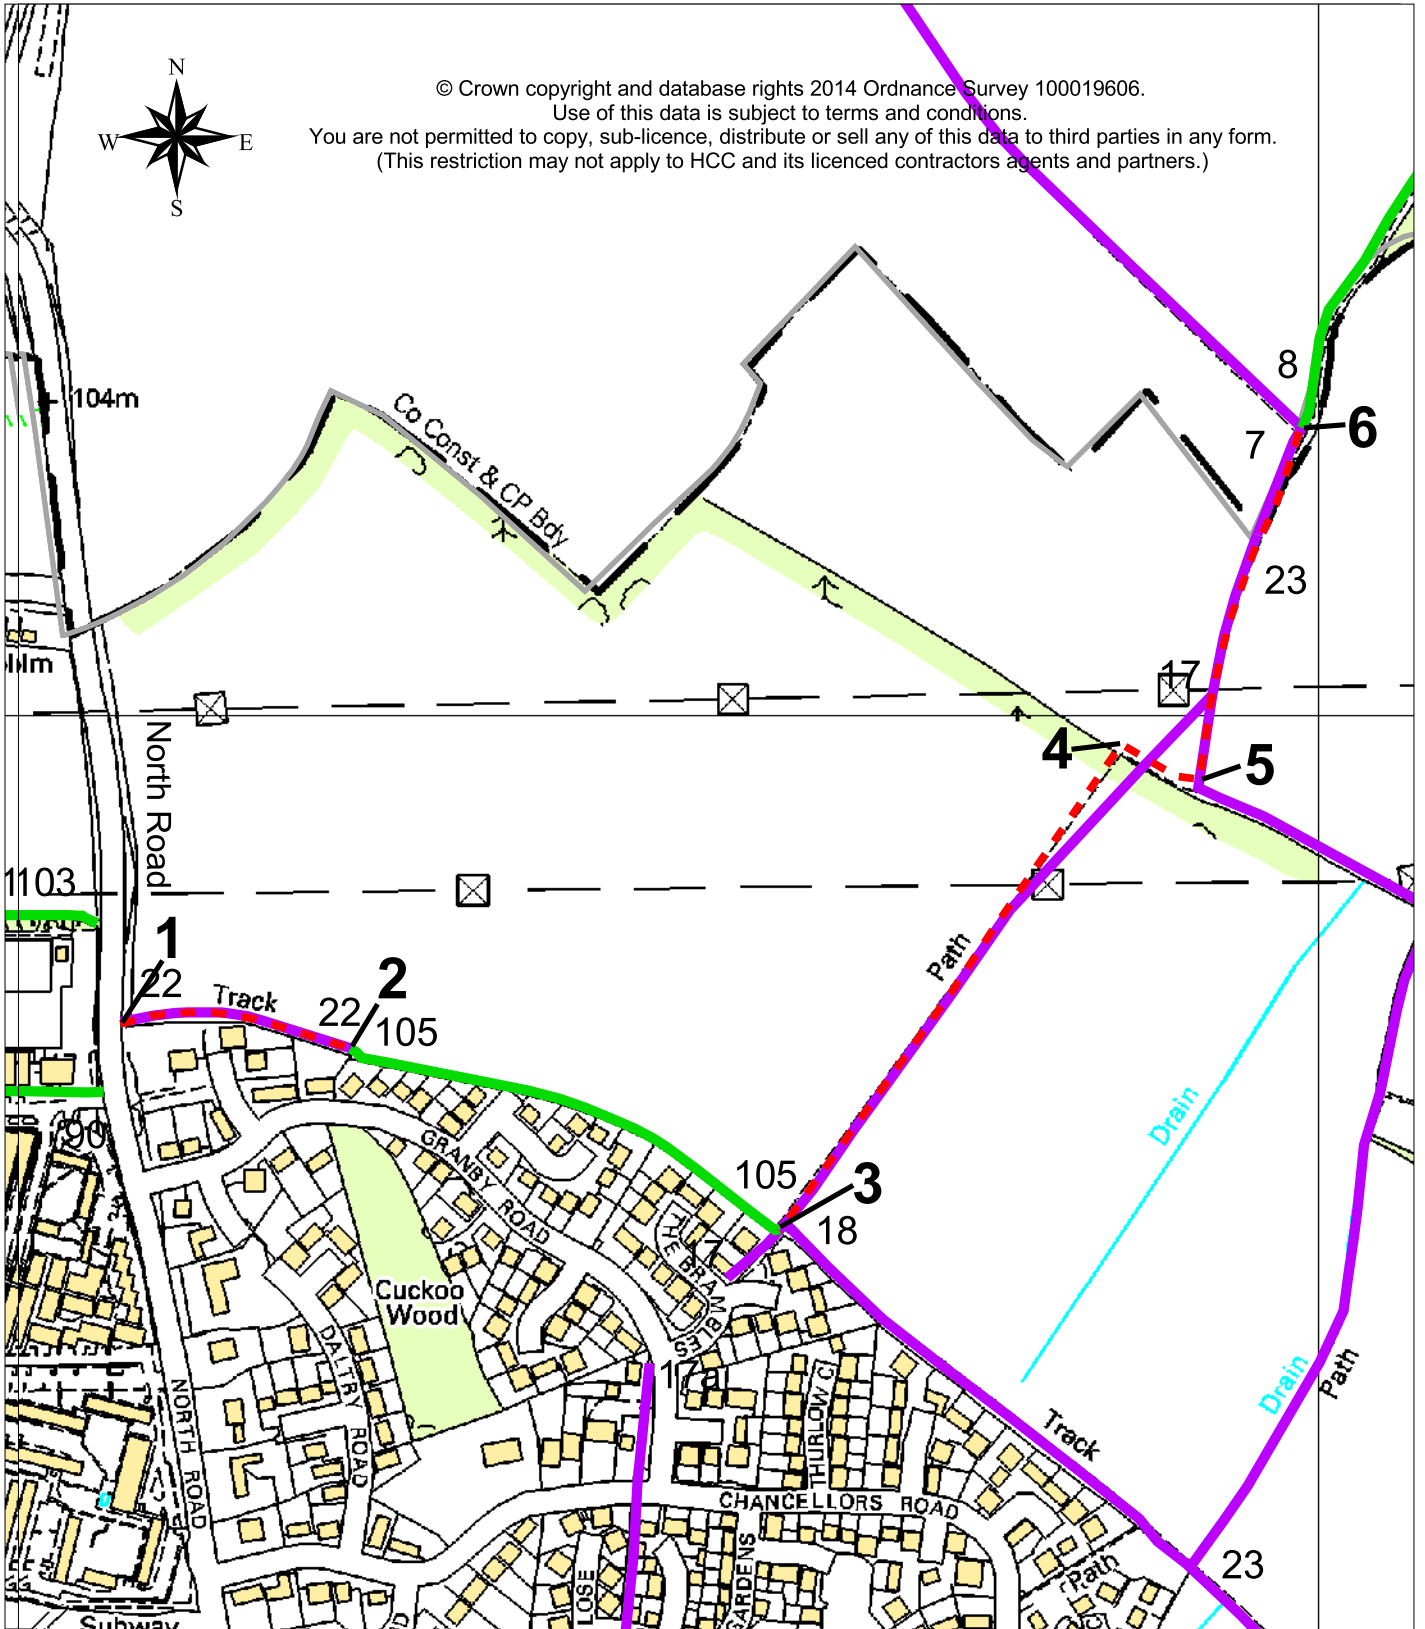 N
W E
S
© Crown copyright and database rights 2014 Ordnance Survey 100019606.
Use of this data is subject to terms and conditions.
You are not permitted to copy, sub-licence, distribute or sell any of this data to third parties in any form.
(This restriction may not apply to HCC and its licenced contractors agents and partners.)
8
6
7
104m
Co Const & CP Bdy
23
17
4
5
North Road
1
22
Track
22
2
105
Path
Drain
105
3
18
90
GRANBY ROAD
17
THE BRAMBLES
Cuckoo
Wood
DALTRY ROAD
17a
THURLOW CL
Drain
Path
Track
NORTH ROAD
CHANCELLORS ROAD
23
Path
LOSE
GARDENS
Subway